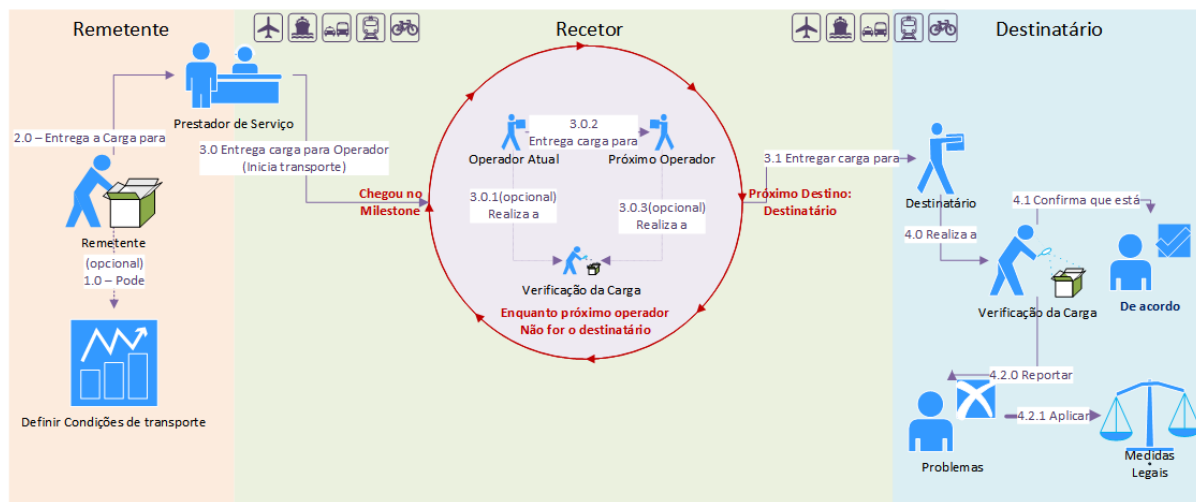 Remetente
Recetor
Destinatário
Prestador de Serviço
2.0 – Entrega a Carga para
3.0 Entrega carga para Operador
(Inicia transporte)
Remetente
(opcional)
1.0 – Pode
Definir Condições de transporte
Chegou no
Milestone
3.0.2
Entrega carga para
Operador Atual
Próximo Operador
3.0.1(opcional)
Realiza a
3.0.3(opcional)
Realiza a
Verificação da Carga
Enquanto próximo operador
Não for o destinatário
3.1 Entregar carga para
Próximo Destino:
Destinatário
Destinatário
4.0 Realiza a
4.1 Confirma que está
De acordo
Verificação da Carga
4.2.0 Reportar
4.2.1 Aplicar
Problemas
Medidas
Legais